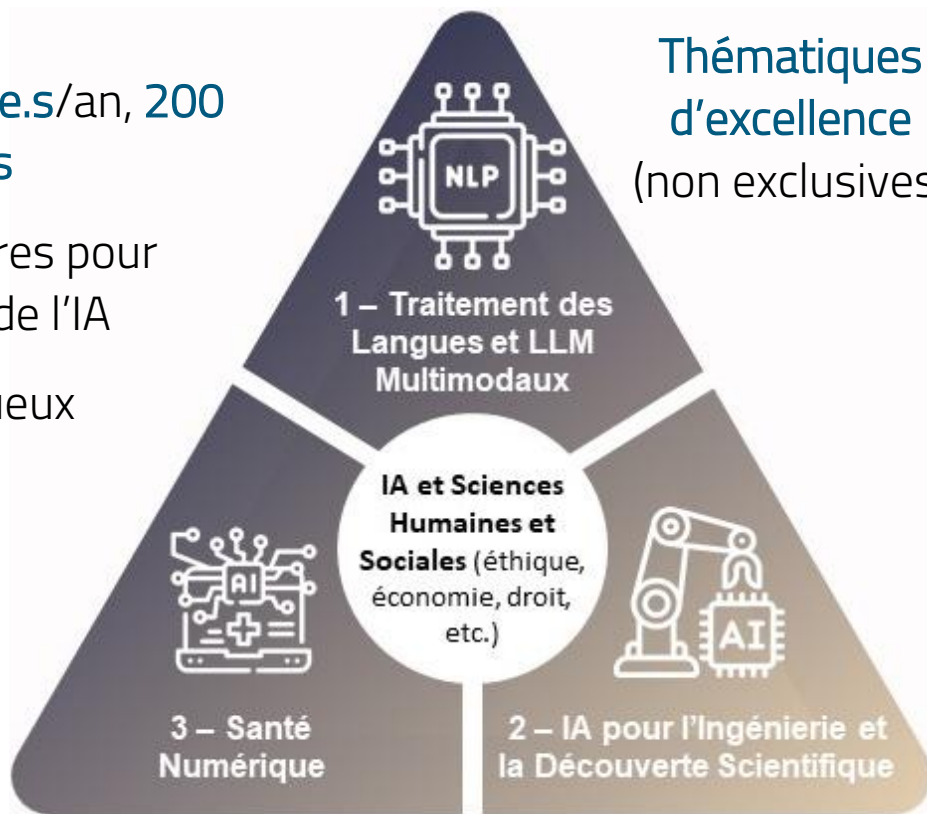 Thématiques
d'excellence
(non exclusives
e.s/an, 200
s
res pour
de l'IA
ueux
NLP
1 – Traitement des
Langues et LLM
Multimodaux
IA et Sciences
Humaines et
Sociales (éthique,
économie, droit,
etc.)
AI
3 – Santé
Numérique
AI
2 – IA pour l'Ingénierie et
la Découverte Scientifique